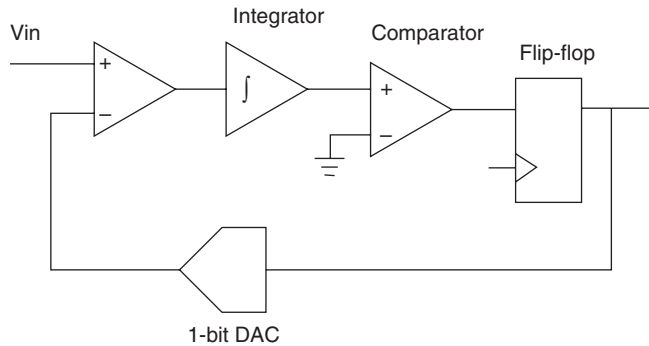 Integrator
Vin
Comparator
Flip-flop
+
−
∫
+
−
1-bit DAC